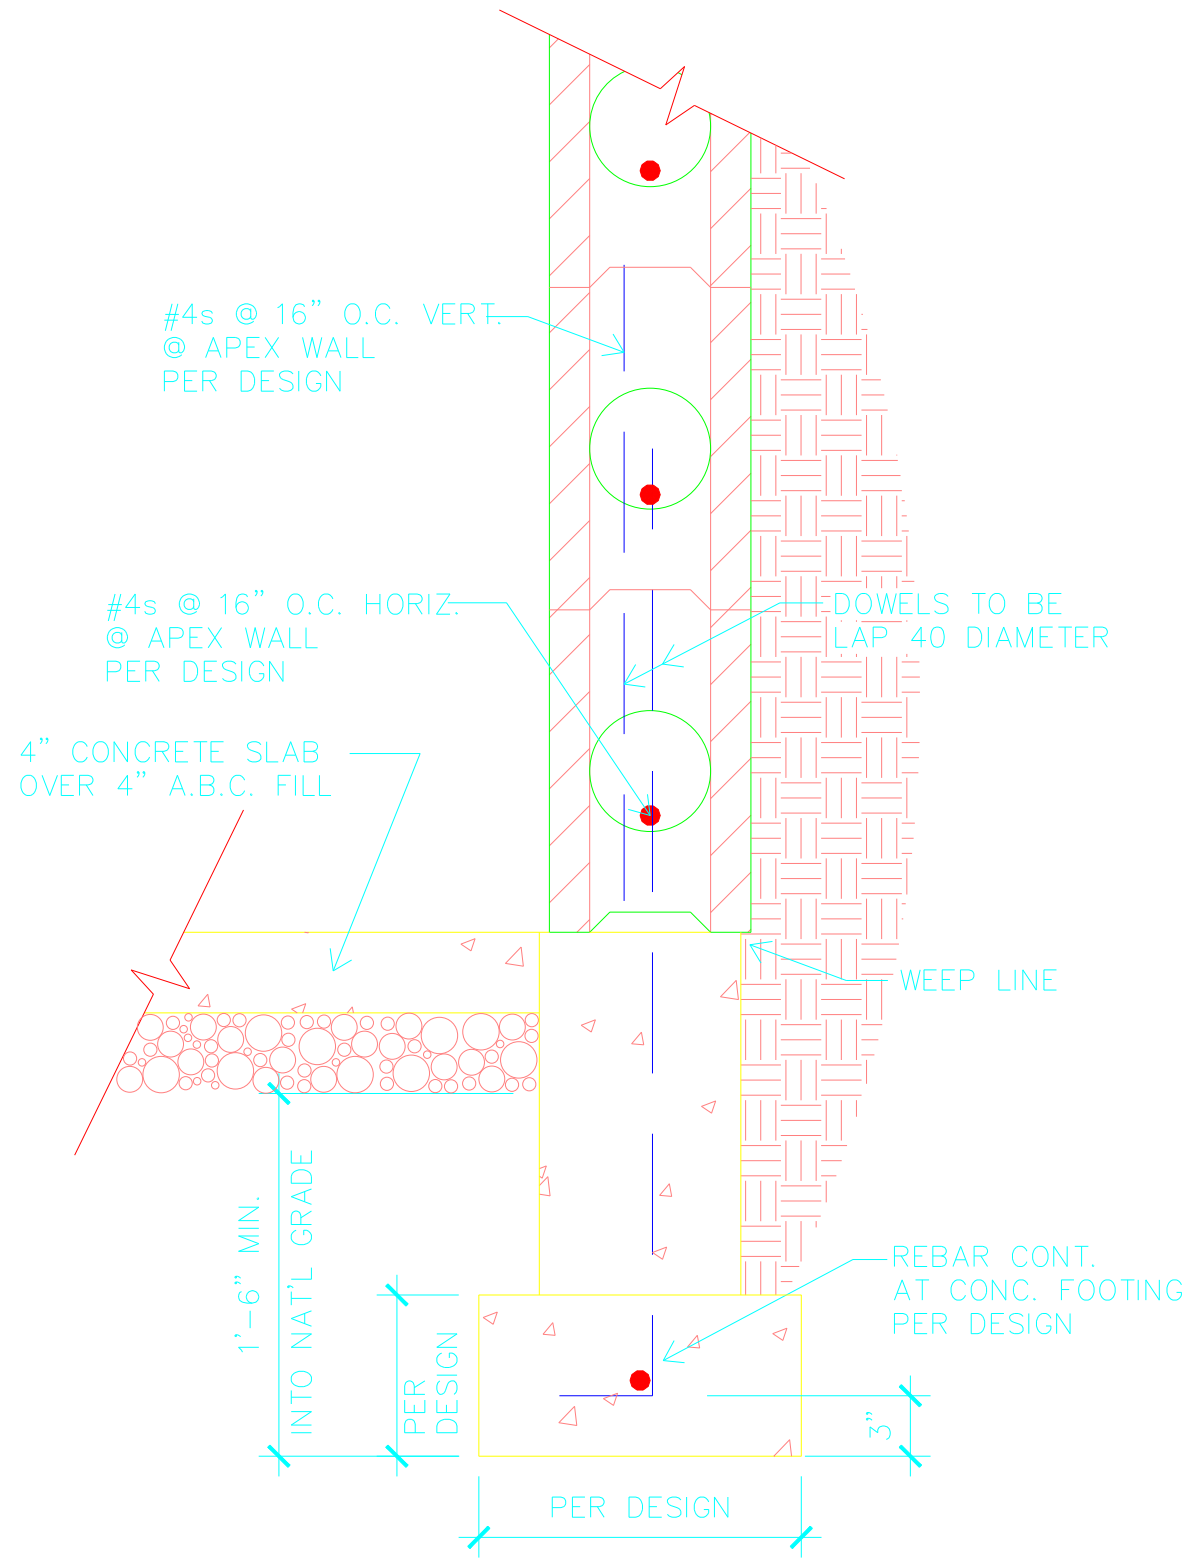 #4s @ 16" O.C. VERT.
@ APEX WALL
PER DESIGN
#4s @ 16" O.C. HORIZ.
@ APEX WALL
PER DESIGN
DOWELS TO BE
LAP 40 DIAMETER
4" CONCRETE SLAB
OVER 4" A.B.C. FILL
WEEP LINE
1'-6" MIN.
INTO NAT'L GRADE
PER
DESIGN
REBAR CONT.
AT CONC. FOOTING
PER DESIGN
3"
PER DESIGN